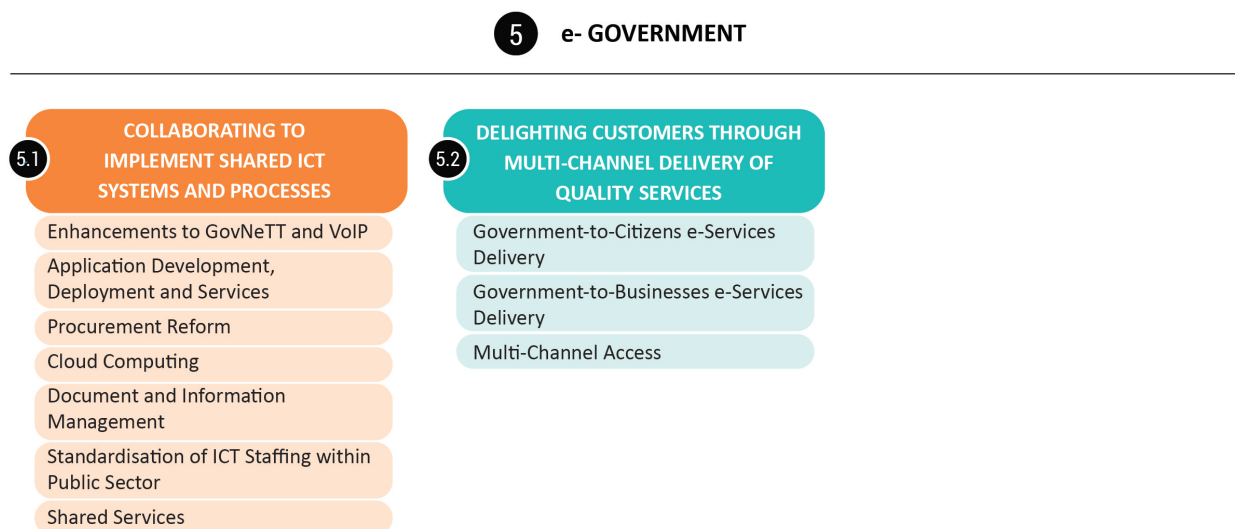 5 e- GOVERNMENT
5.1
COLLABORATING TO
IMPLEMENT SHARED ICT
SYSTEMS AND PROCESSES
Enhancements to GovNeTT and VoIP
Application Development,
Deployment and Services
Procurement Reform
Cloud Computing
Document and Information
Management
Standardisation of ICT Staffing within
Public Sector
Shared Services
5.2
DELIGHTING CUSTOMERS THROUGH
MULTI-CHANNEL DELIVERY OF
QUALITY SERVICES
Government-to-Citizens e-Services
Delivery
Government-to-Businesses e-Services
Delivery
Multi-Channel Access